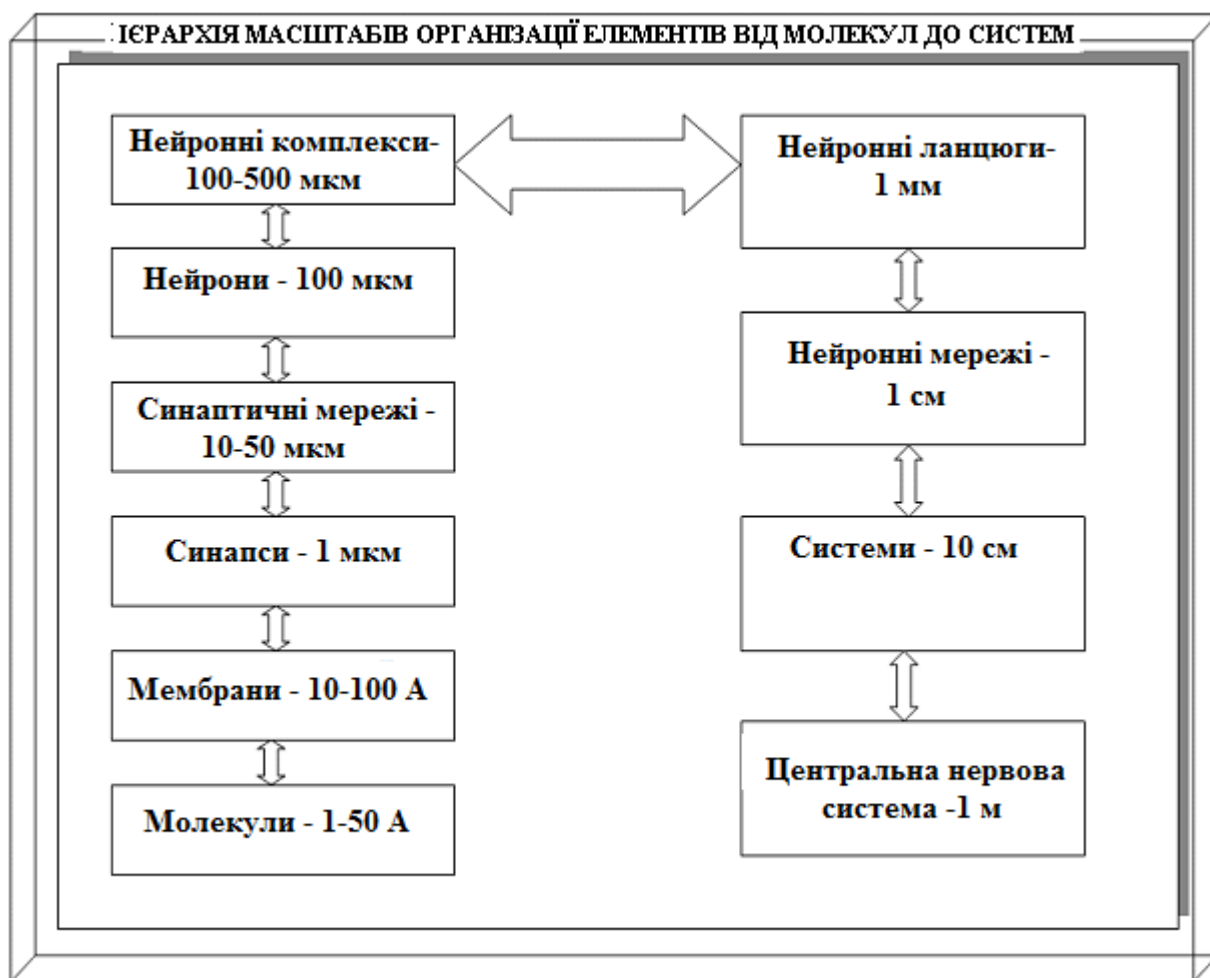 ІЄРАРХІЯ МАСШТАБІВ ОРГАНІЗАЦІЇ ЕЛЕМЕНТІВ ВІД МОЛЕКУЛ ДО СИСТЕМ
Нейронні комплекси-
100-500 мкм
Нейрони - 100 мкм
Синаптичні мережі -
10-50 мкм
Синапси - 1 мкм
Мембрани - 10-100 А
Молекули - 1-50 А
Нейронні ланцюги-
1 мм
Нейронні мережі -
1 см
Системи - 10 см
Центральна нервова
система -1 м